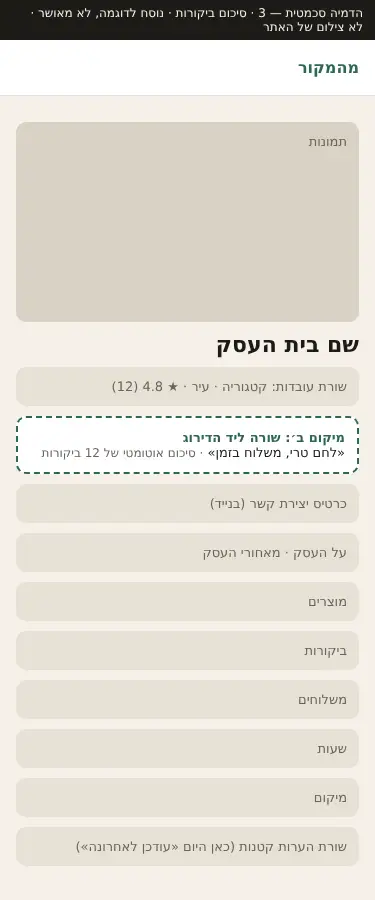 הדמיה סכמטית — 3 · סיכום ביקורות · נוסח לדוגמה, לא מאושר ·
לא צילום של האתר
מהמקור
תמונות
שם בית העסק
שורת עובדות: קטגוריה · עיר · ★ 4.8 (12)
מיקום ב׳: שורה ליד הדירוג
«לחם טרי, משלוח בזמן» · סיכום אוטומטי של 12 ביקורות
כרטיס יצירת קשר (בנייד)
על העסק · מאחורי העסק
מוצרים
ביקורות
משלוחים
שעות
מיקום
שורת הערות קטנות (כאן היום «עודכן לאחרונה»)